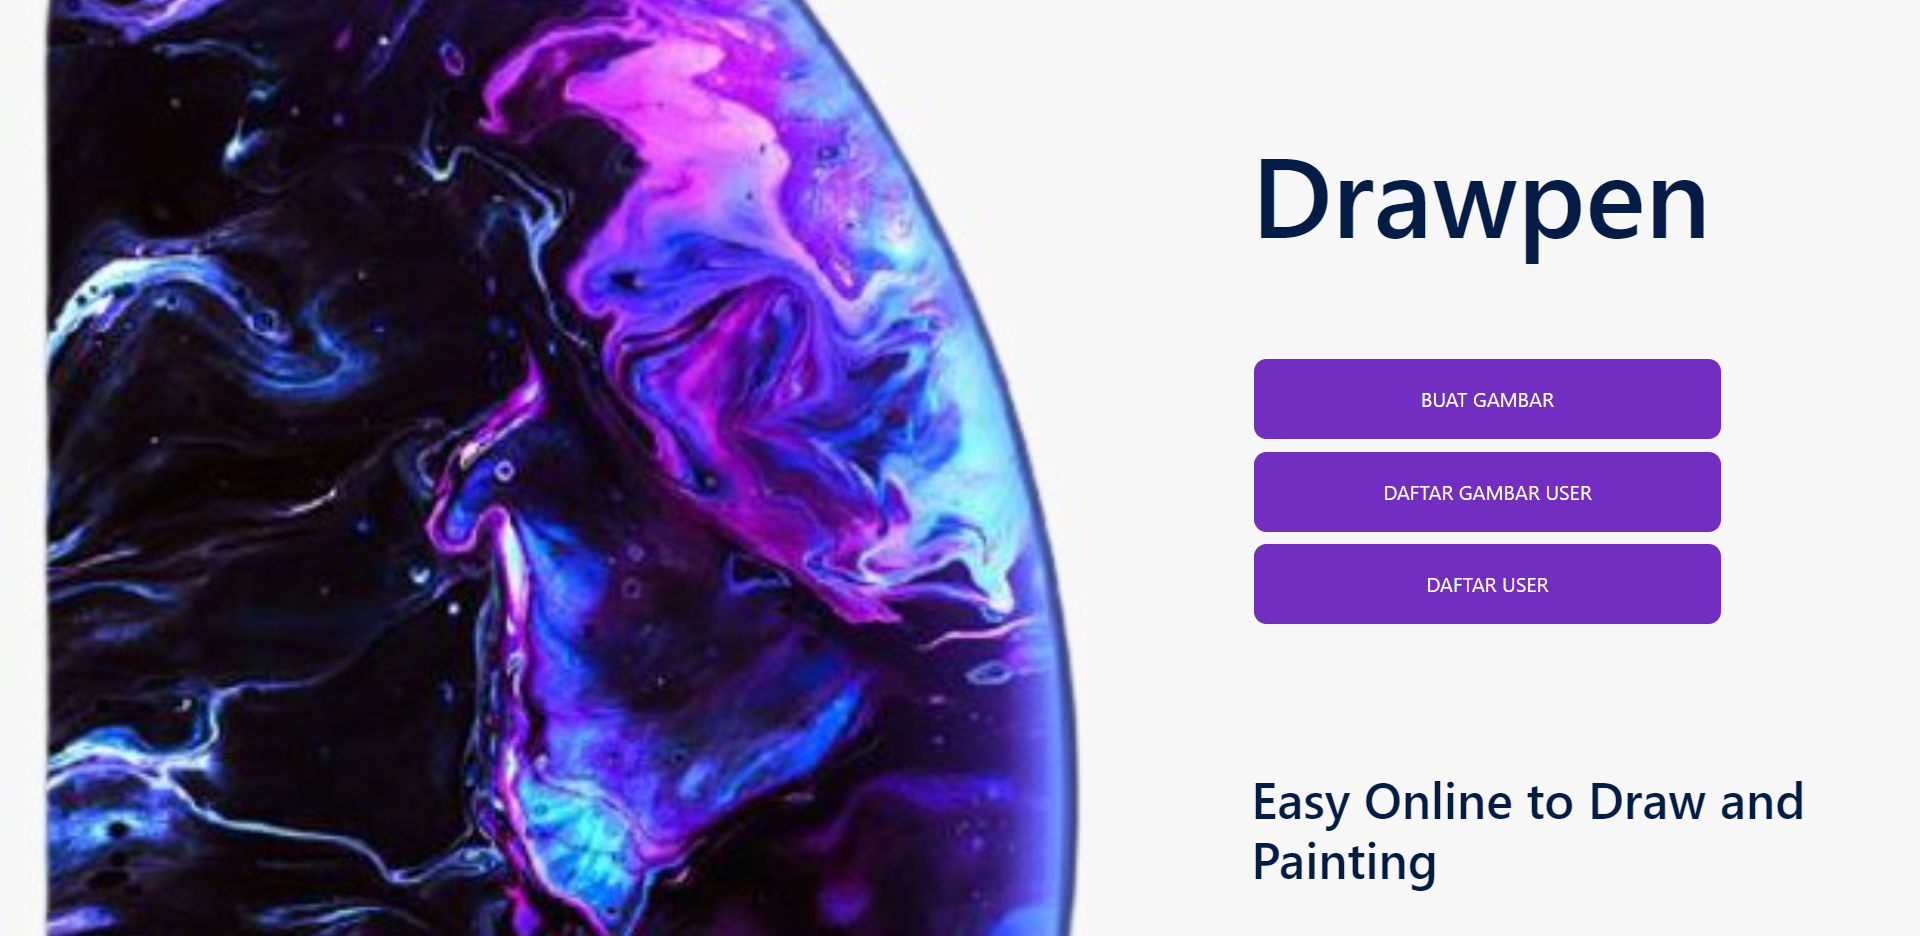 Drawpen
BUAT GAMBAR
DAFTAR GAMBAR USER
DAFTAR USER
Easy Online to Draw and
Painting